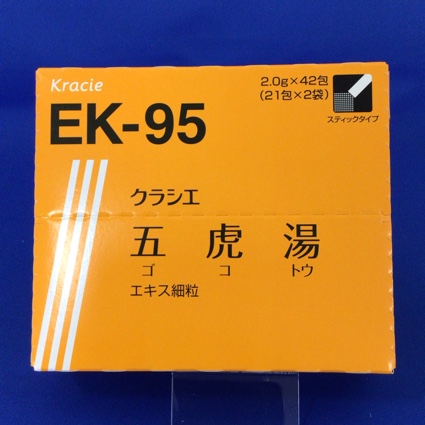 Kracie
2.0g×42包
(21包×2袋)
スティックタイプ
EK-95
クラシエ
五虎湯
ゴコトウ
エキス細粒